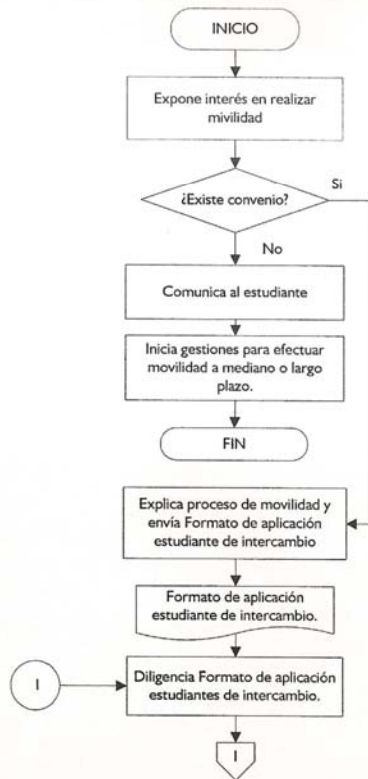 INICIO
Expone interés en realizar
mivilidad
¿Existe convenio?
Si
No
Comunica al estudiante
Inicia gestiones para efectuar
movilidad a mediano o largo
plazo.
FIN
Explica proceso de movilidad y
envía Formato de aplicación
estudiante de intercambio
Formato de aplicación
estudiante de intercambio.
I
Diligencia Formato de aplicación
estudiantes de intercambio.
I